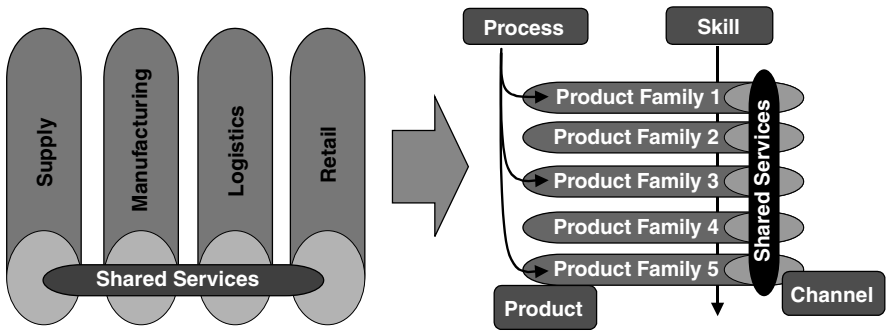 Supply
Manufacturing
Logistics
Retail
Shared Services
Process
Skill
Product Family 1
Product Family 2
Product Family 3
Product Family 4
Product Family 5
Shared Services
Product
Channel